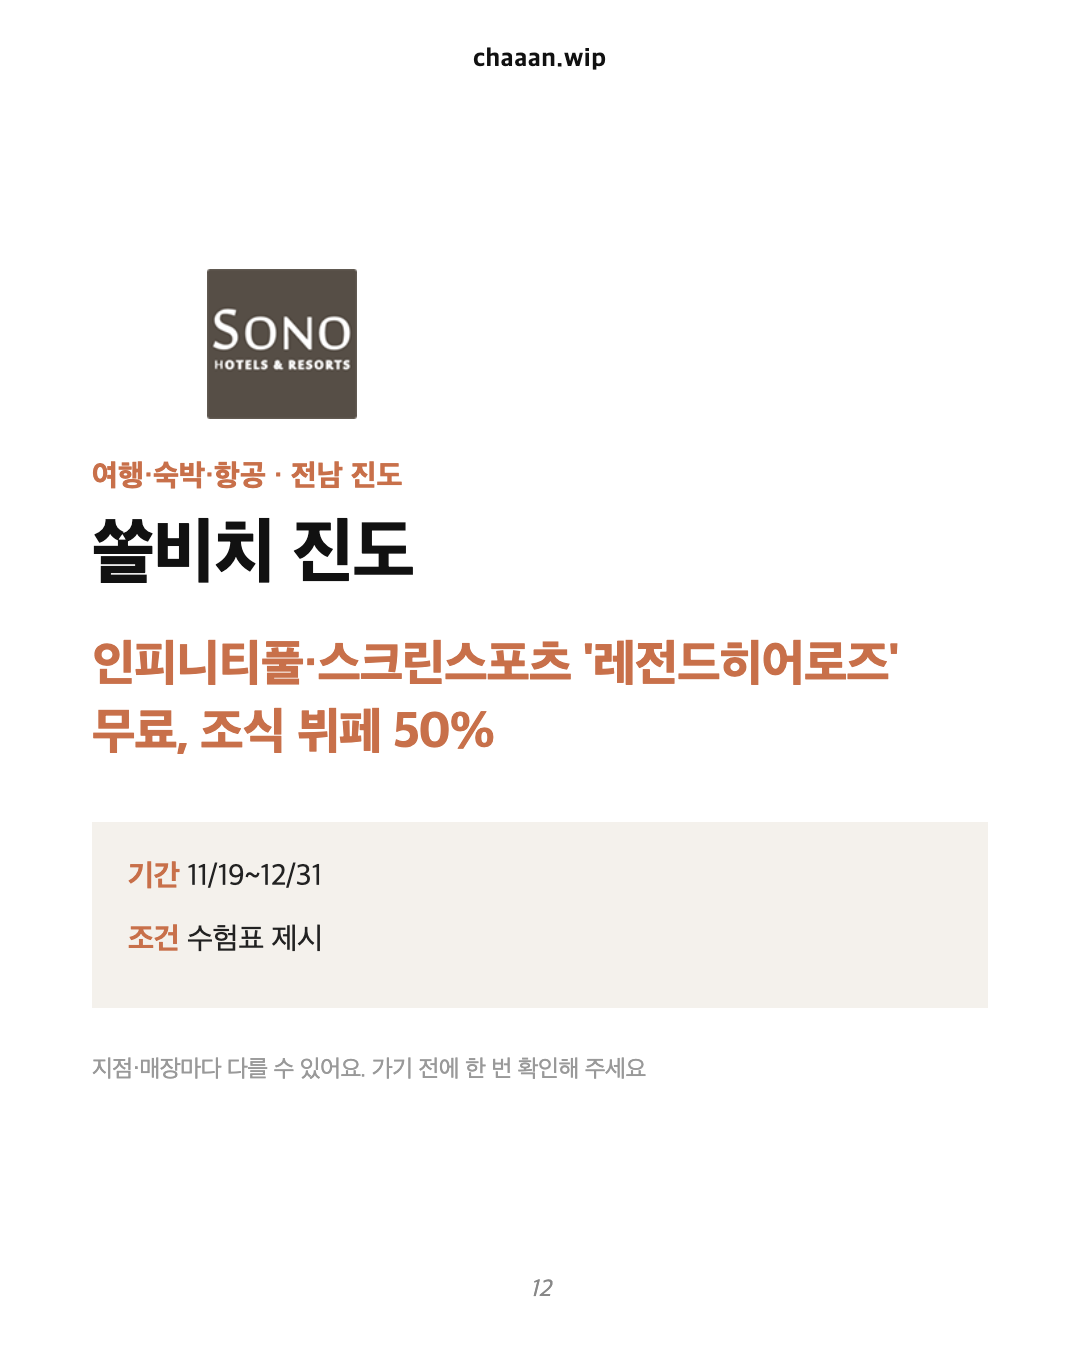 chaaan.wip
SONO
HOTELS & RESORTS
여행·숙박·항공 · 전남 진도
쏠비치 진도
인피니티풀·스크린스포츠 '레전드히어로즈'
무료, 조식 뷔페 50%
기간 11/19~12/31
조건 수험표 제시
지점·매장마다 다를 수 있어요. 가기 전에 한 번 확인해 주세요
12